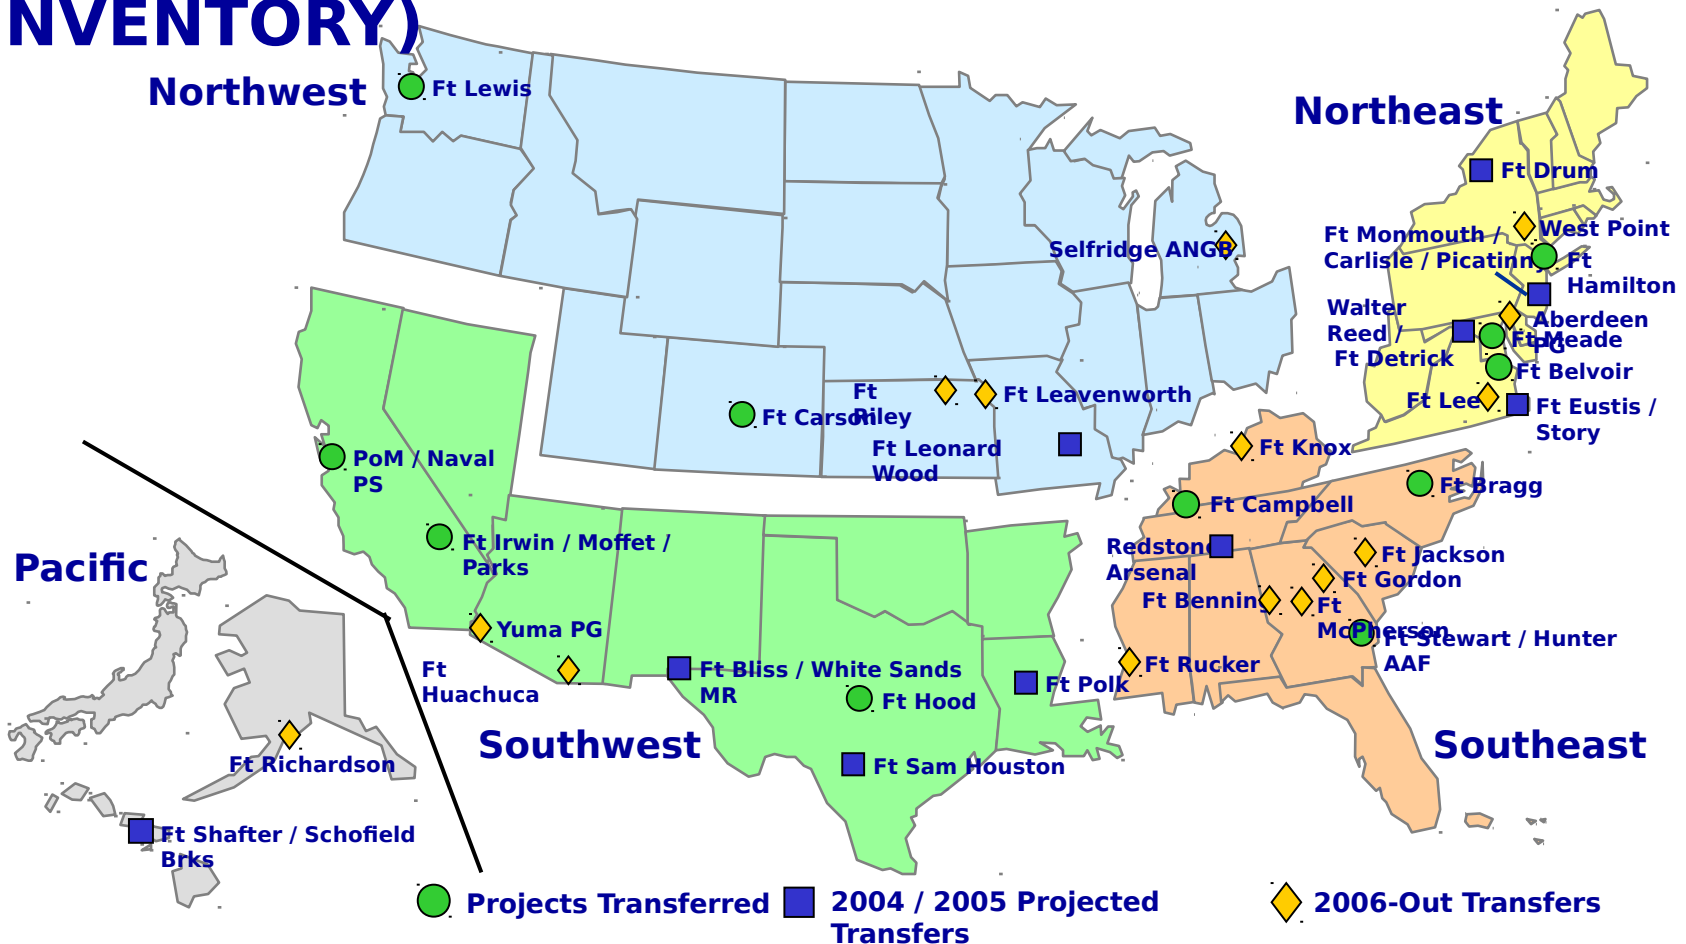 NVENTORY)
Northwest
Ft Lewis
Northeast
Ft Drum
West Point
Ft Monmouth /
Carlisle / Picatinny
Ft
Hamilton
Selfridge ANGB
Walter
Reed /
Ft Detrick
Aberdeen
PG
Ft Meade
Ft Belvoir
Ft Lee
Ft Eustis /
Story
Ft
Riley
Ft Leavenworth
Ft Carson
Ft Leonard
Wood
Ft Knox
PoM / Naval
PS
Ft Bragg
Ft Campbell
Ft Irwin / Moffet /
Parks
Redstone
Arsenal
Ft Jackson
Ft Gordon
Pacific
Ft Benning
Ft
McPherson
Yuma PG
Ft Stewart / Hunter
AAF
Ft
Huachuca
Ft Bliss / White Sands
MR
Ft Rucker
Ft Polk
Ft Hood
Southwest
Southeast
Ft Richardson
Ft Sam Houston
Ft Shafter / Schofield
Brks
Projects Transferred
2004 / 2005 Projected
Transfers
2006-Out Transfers